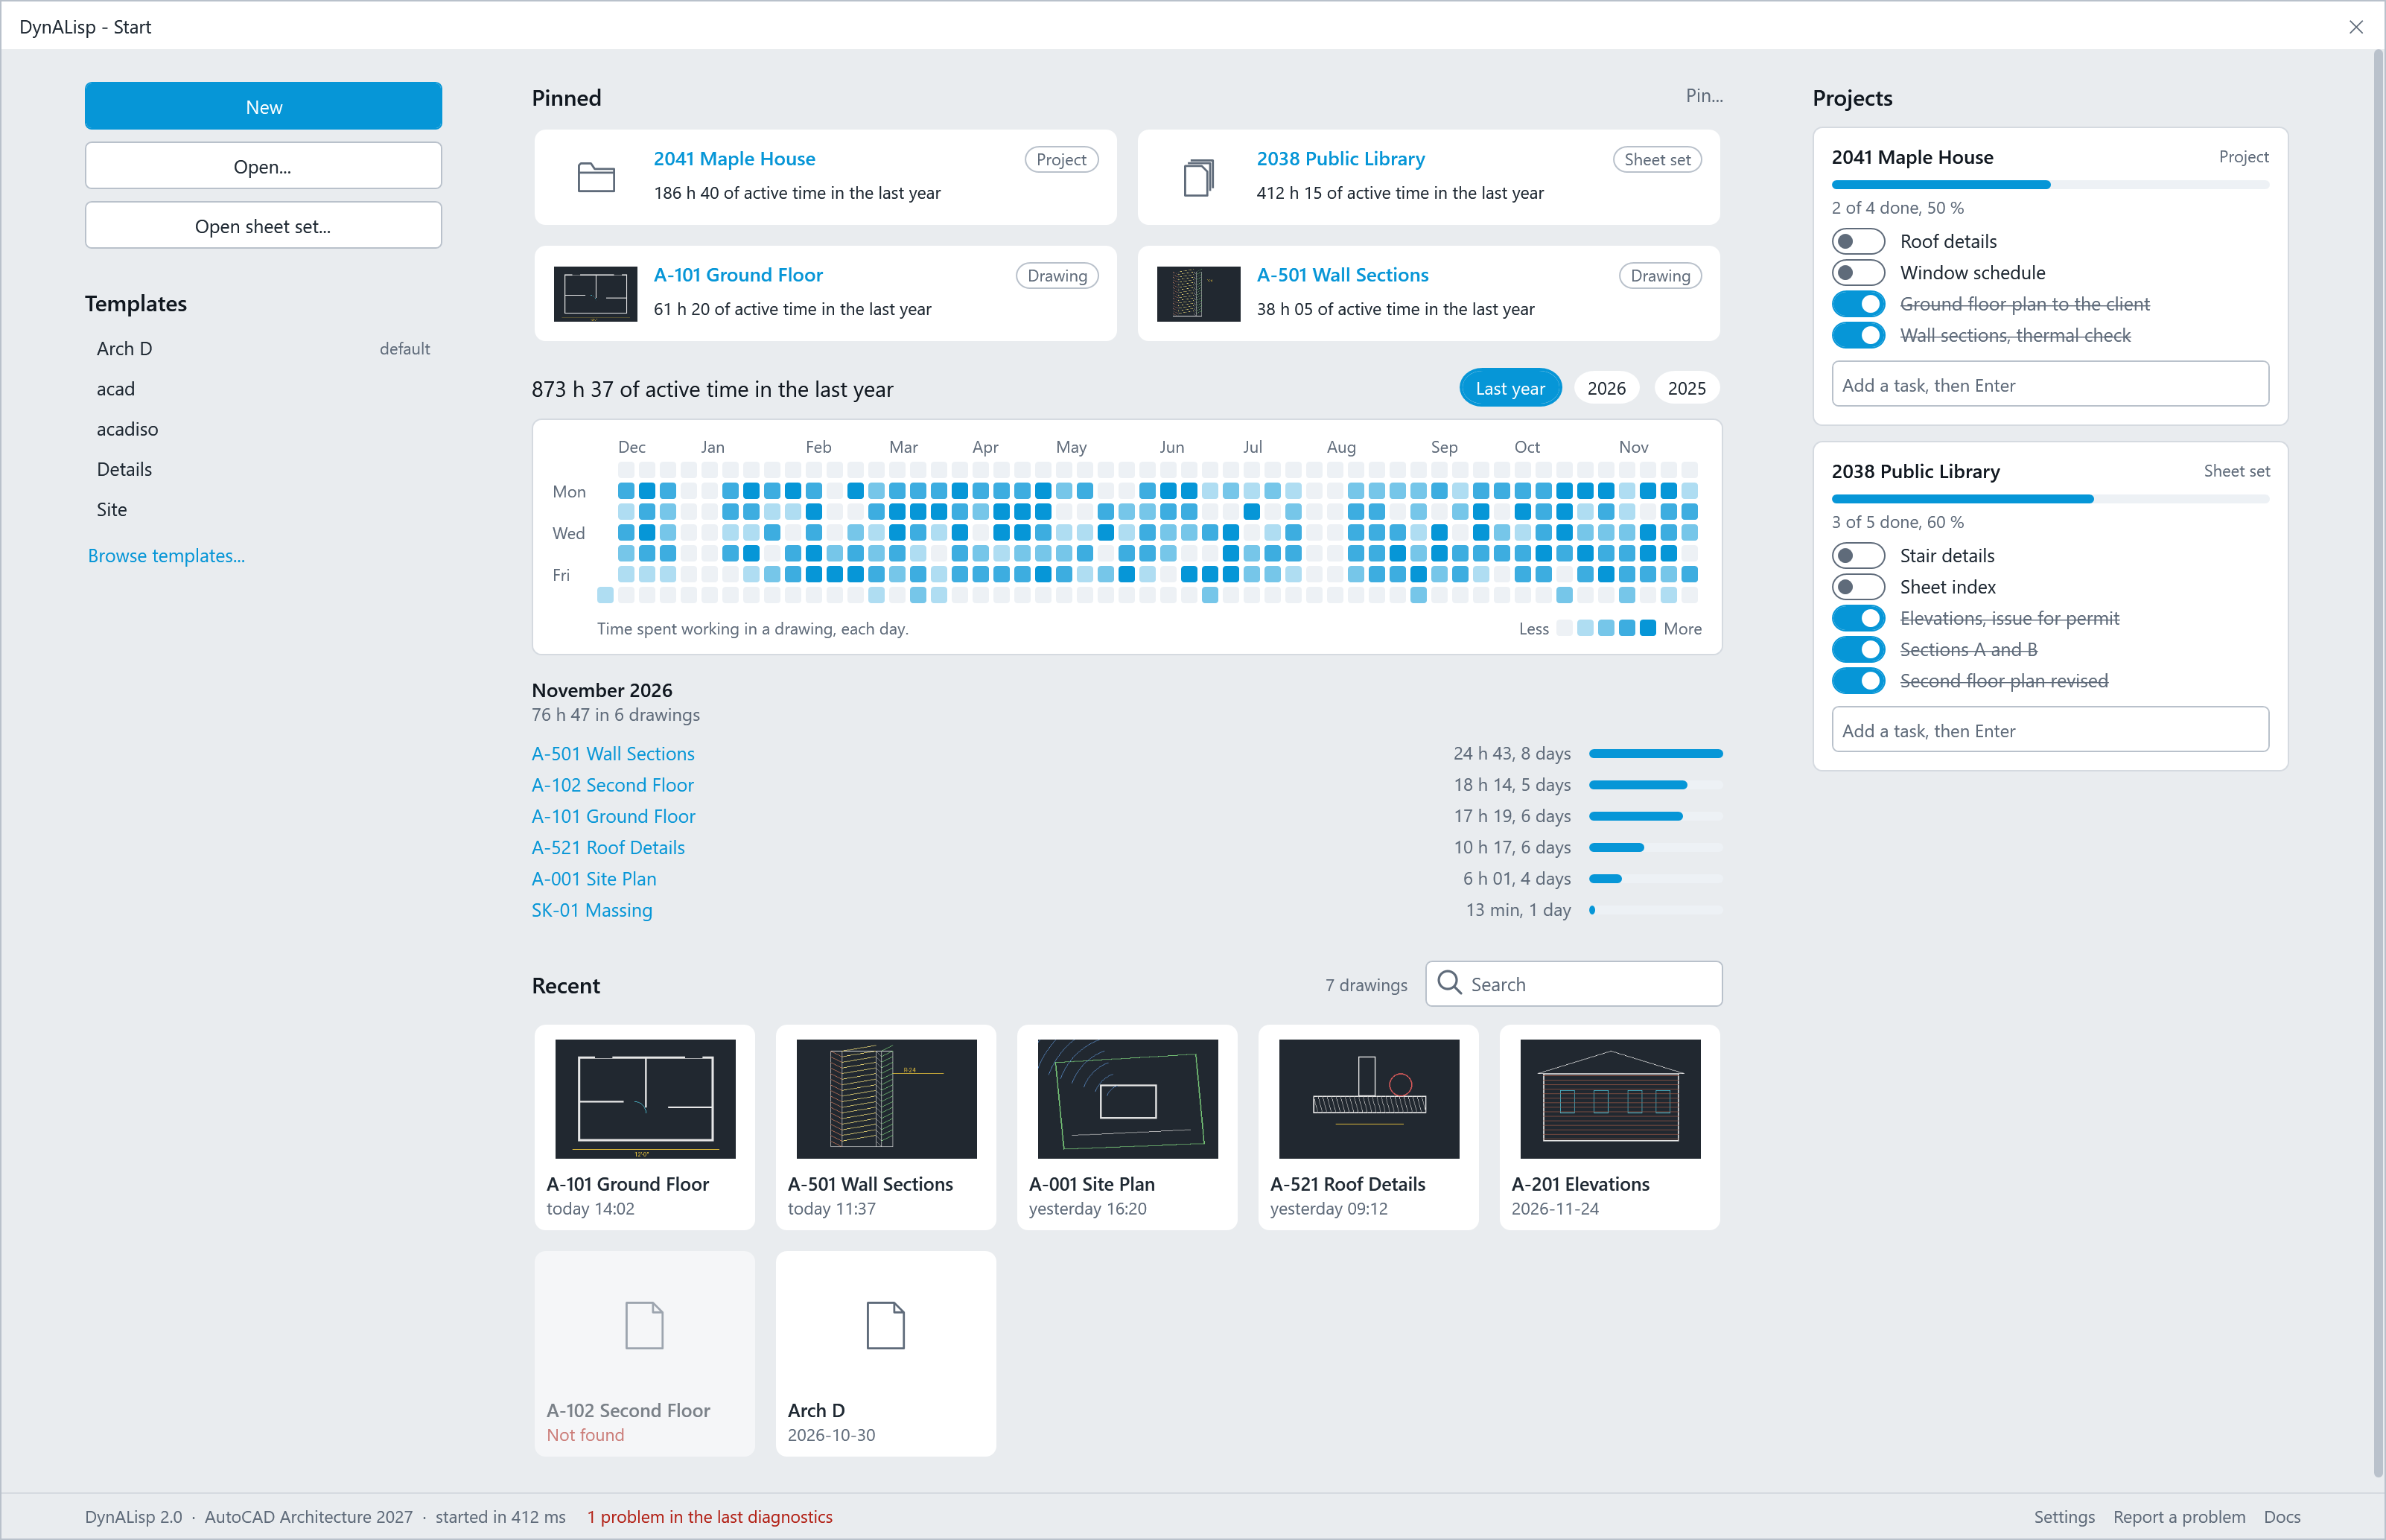 DynALisp - Start
New
Open...
Open sheet set...
Templates
Arch D default
acad
acadiso
Details
Site
Browse templates...
Pinned Pin...
2041 Maple House Project
186 h 40 of active time in the last year
2038 Public Library Sheet set
412 h 15 of active time in the last year
A-101 Ground Floor Drawing
61 h 20 of active time in the last year
A-501 Wall Sections Drawing
38 h 05 of active time in the last year
873 h 37 of active time in the last year Last year 2026 2025
Dec Jan Feb Mar Apr May Jun Jul Aug Sep Oct Nov
Mon
Wed
Fri
Time spent working in a drawing, each day. Less More
November 2026
76 h 47 in 6 drawings
A-501 Wall Sections 24 h 43, 8 days
A-102 Second Floor 18 h 14, 5 days
A-101 Ground Floor 17 h 19, 6 days
A-521 Roof Details 10 h 17, 6 days
A-001 Site Plan 6 h 01, 4 days
SK-01 Massing 13 min, 1 day
Recent 7 drawings Search
12'-0"
A-101 Ground Floor
today 14:02
R-24
A-501 Wall Sections
today 11:37
A-001 Site Plan
yesterday 16:20
A-521 Roof Details
yesterday 09:12
A-201 Elevations
2026-11-24
A-102 Second Floor
Not found
Arch D
2026-10-30
Projects
2041 Maple House Project
2 of 4 done, 50 %
Roof details
Window schedule
Ground floor plan to the client
Wall sections, thermal check
Add a task, then Enter
2038 Public Library Sheet set
3 of 5 done, 60 %
Stair details
Sheet index
Elevations, issue for permit
Sections A and B
Second floor plan revised
Add a task, then Enter
DynALisp 2.0 · AutoCAD Architecture 2027 · started in 412 ms 1 problem in the last diagnostics Settings Report a problem Docs